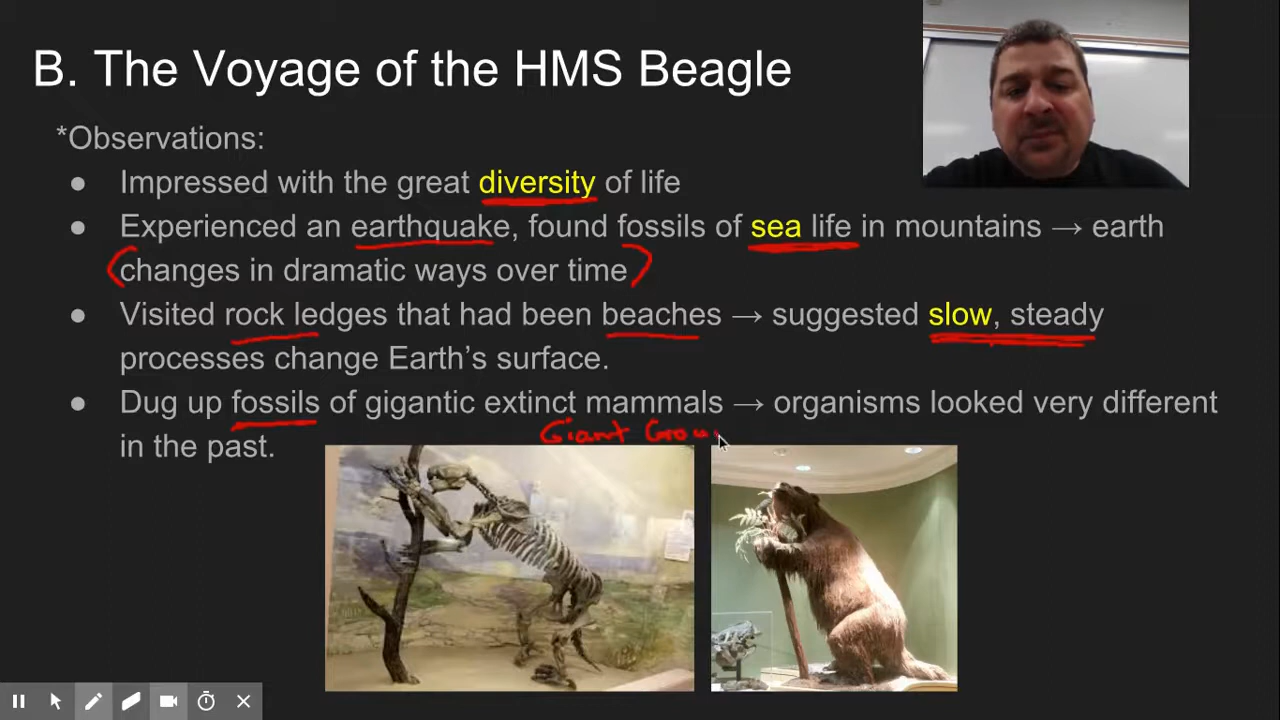 B. The Voyage of the HMS Beagle
*Observations:
● Impressed with the great diversity of life
● Experienced an earthquake, found fossils of sea life in mountains → earth
changes in dramatic ways over time
● Visited rock ledges that had been beaches → suggested slow, steady
processes change Earth’s surface.
● Dug up fossils of gigantic extinct mammals → organisms looked very different
in the past.
Giant Grou